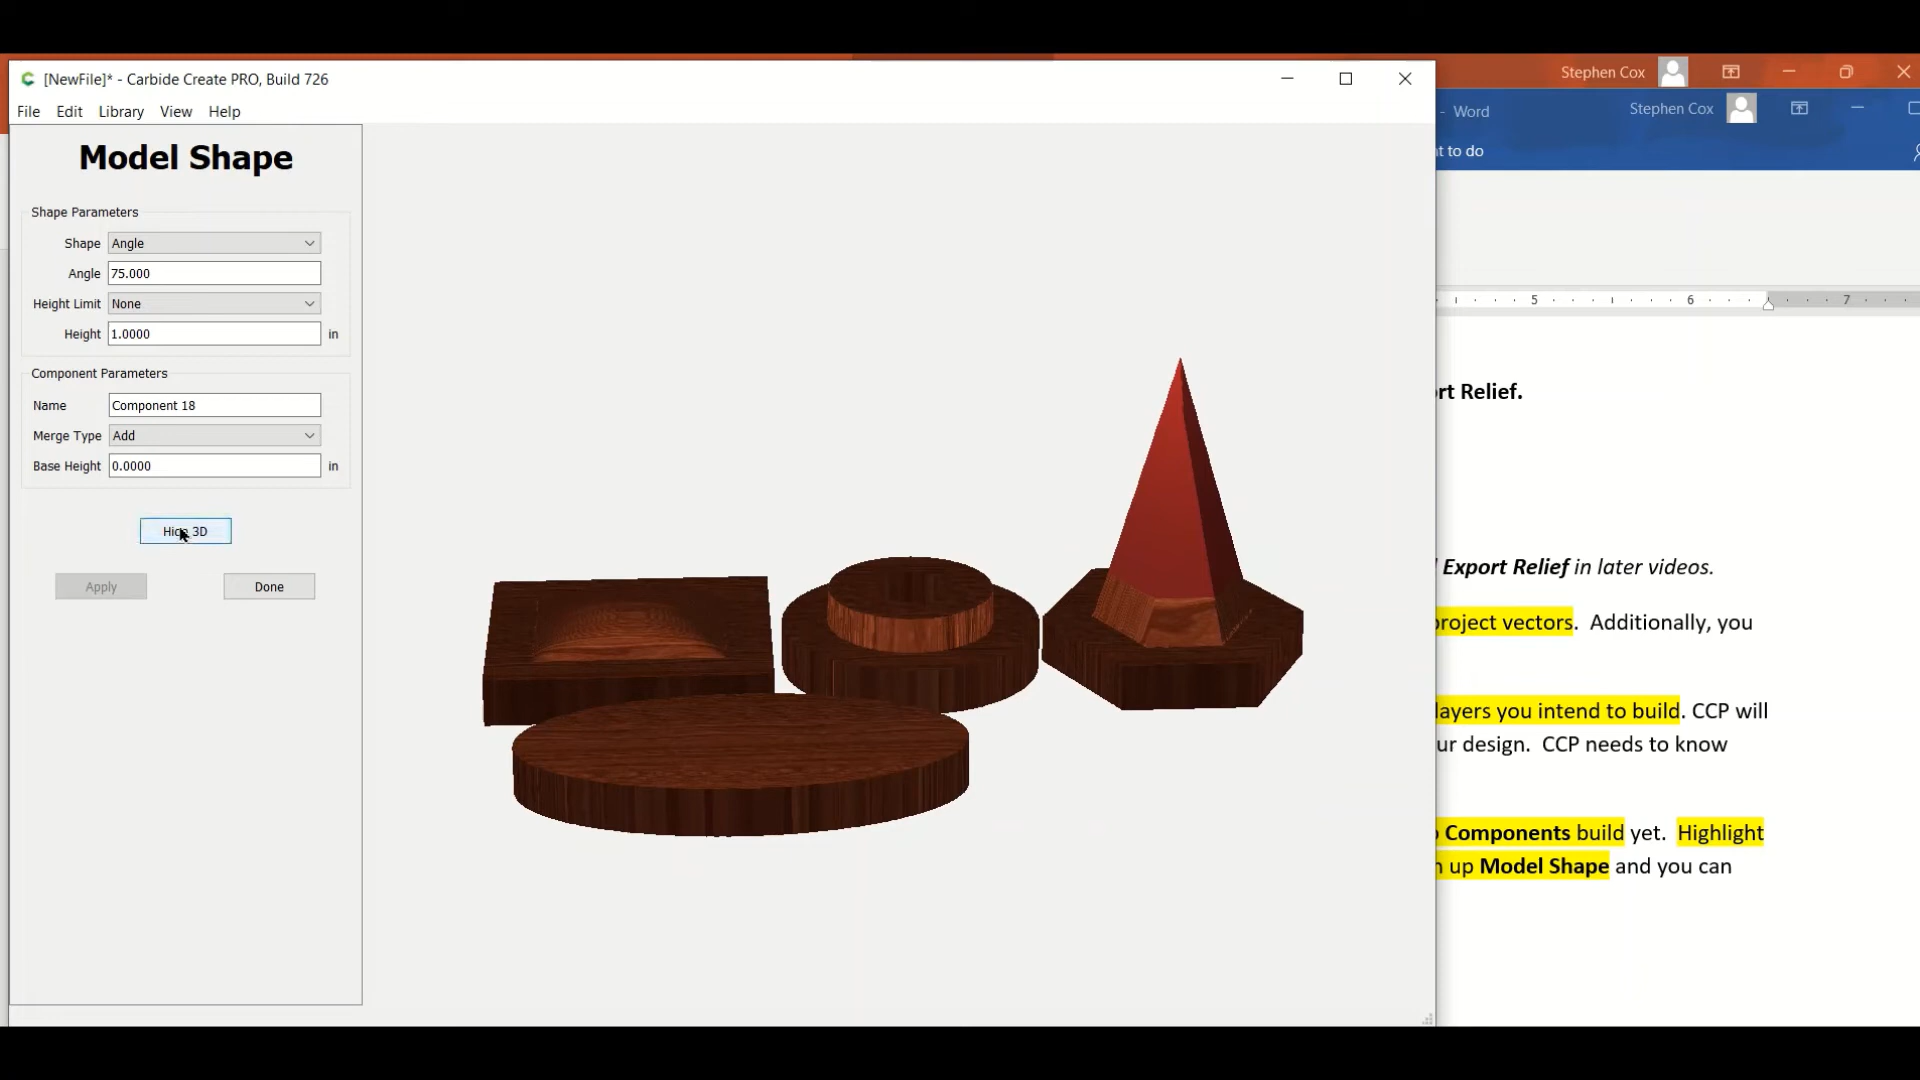 [NewFile]* - Carbide Create PRO, Build 726
Stephen Cox
File Edit Library View Help
- Word
Stephen Cox
Model Shape
to do
Shape Parameters
Shape Angle
Angle 75.000
Height Limit None
Height 1.0000 in
5 6 7
Component Parameters
Name Component 18
Merge Type Add
Base Height 0.0000 in
Relief.
3D
Export Relief in later videos.
Apply Done
vectors. Additionally, you
layers you intend to build. CCP will
design. CCP needs to know
Components build yet. Highlight
up Model Shape and you can